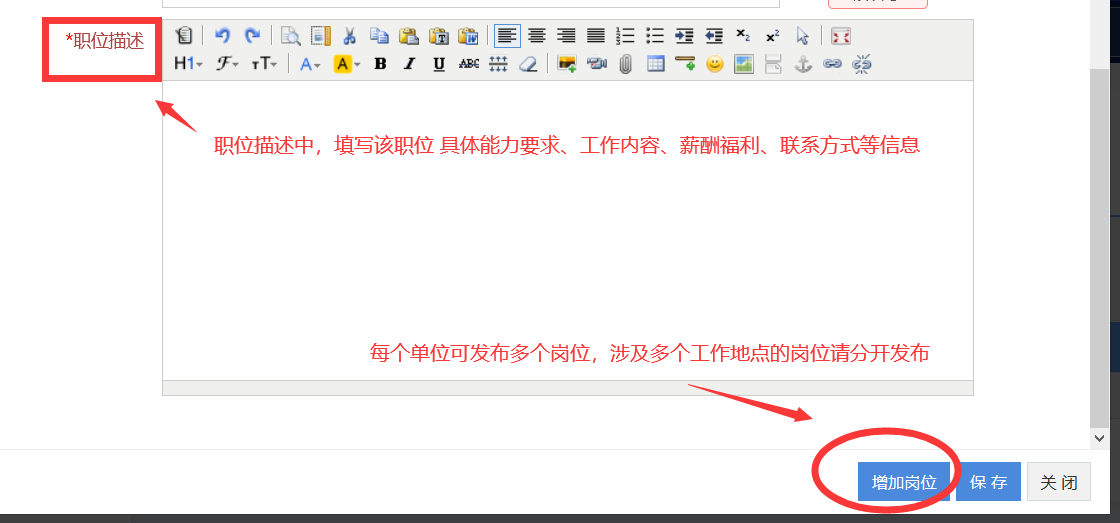 *职位描述
H1 F тT A A B I U ABC
职位描述中，填写该职位 具体能力要求、工作内容、薪酬福利、联系方式等信息
每个单位可发布多个岗位，涉及多个工作地点的岗位请分开发布
增加岗位 保 存 关 闭